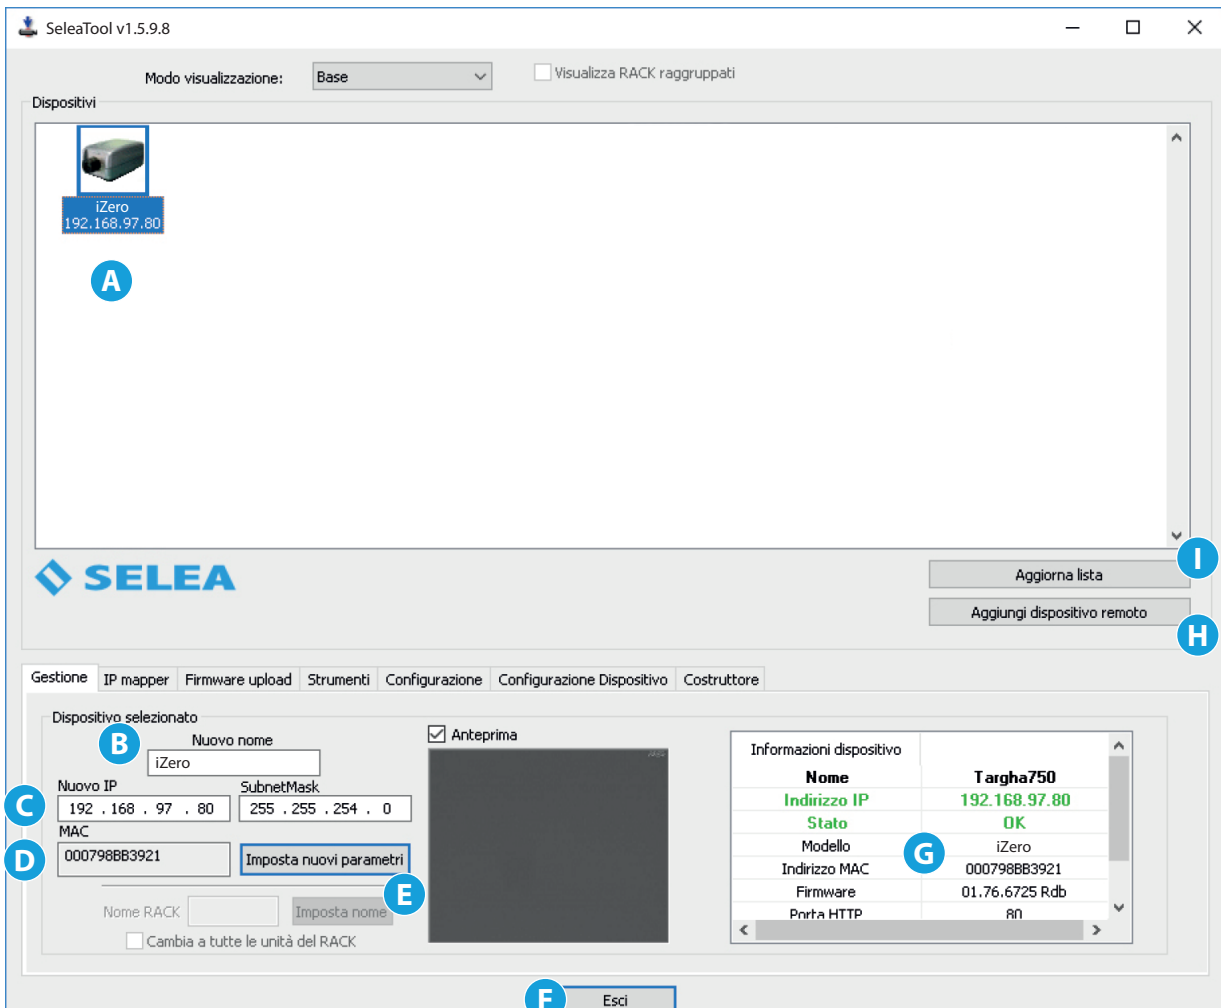 SeleaTool v1.5.9.8
Modo visualizzazione: Base Visualizza RACK raggruppati
Dispositivi
iZero
192.168.97.80
A
I
SELEA
Aggiorna lista
Aggiungi dispositivo remoto
H
Gestione IP mapper Firmware upload Strumenti Configurazione Configurazione Dispositivo Costruttore
Dispositivo selezionato
B
Nuovo nome
iZero
Nuovo IP SubnetMask
C
192 . 168 . 97 . 80 255 . 255 . 254 . 0
MAC
D
000798BB3921 Imposta nuovi parametri
E
Nome RACK Imposta nome
Cambia a tutte le unità del RACK
Anteprima
Informazioni dispositivo
Nome Targha750
Indirizzo IP 192.168.97.80
Stato OK
Modello iZero
G
Indirizzo MAC 000798BB3921
Firmware 01.76.6725 Rdb
Porta HTTP 80
F
Esci